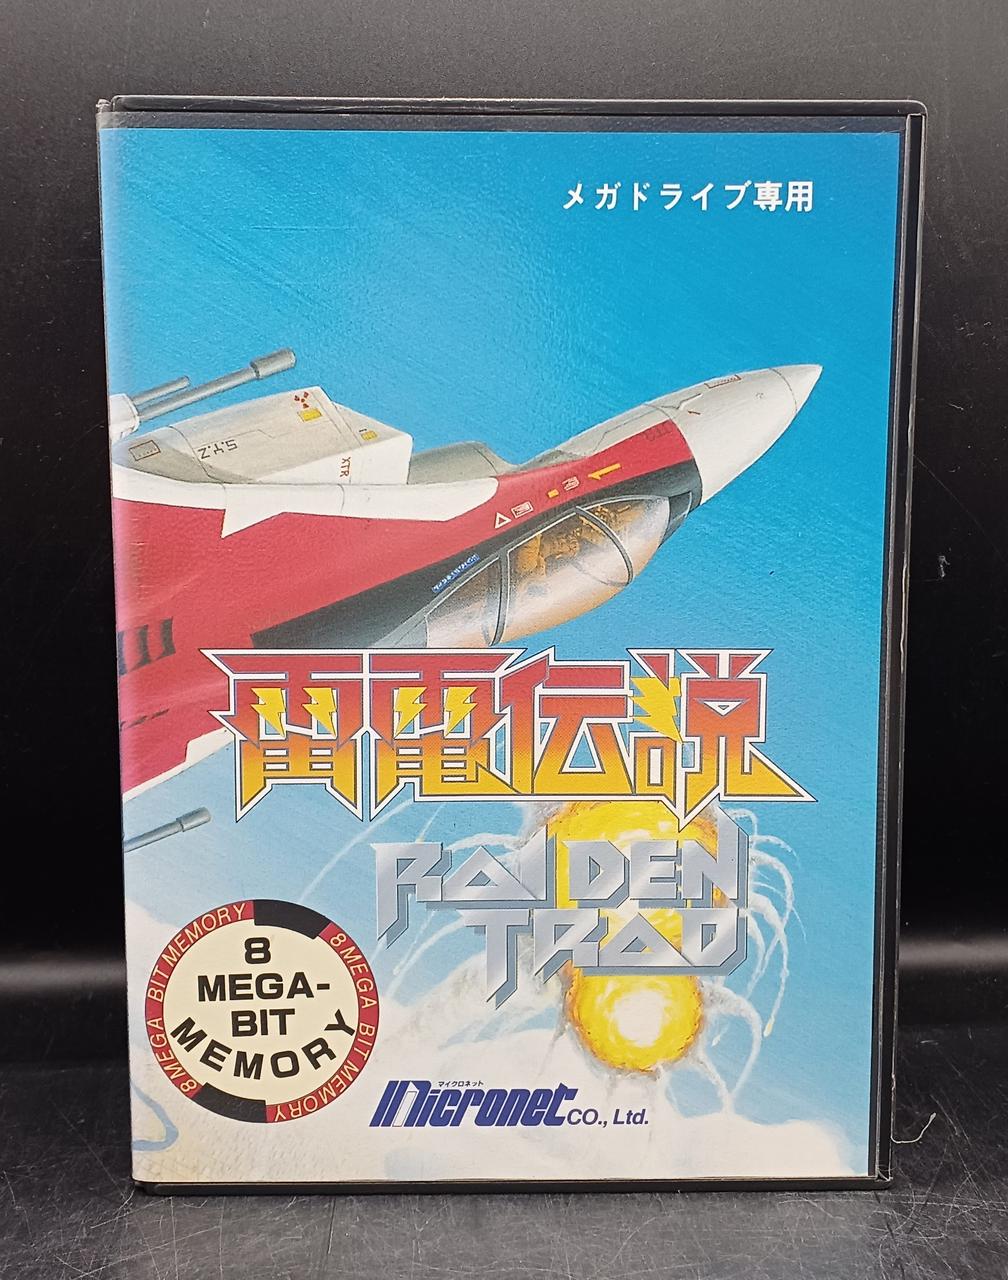 メガドライブ専用
S.Y.Z
XTR
雷電伝説
RAIDEN
TRAD
8
MEGA-
BIT
MEMORY
8 MEGA BIT MEMORY
8 MEGA BIT MEMORY
マイクロネット
Micronet CO., Ltd.